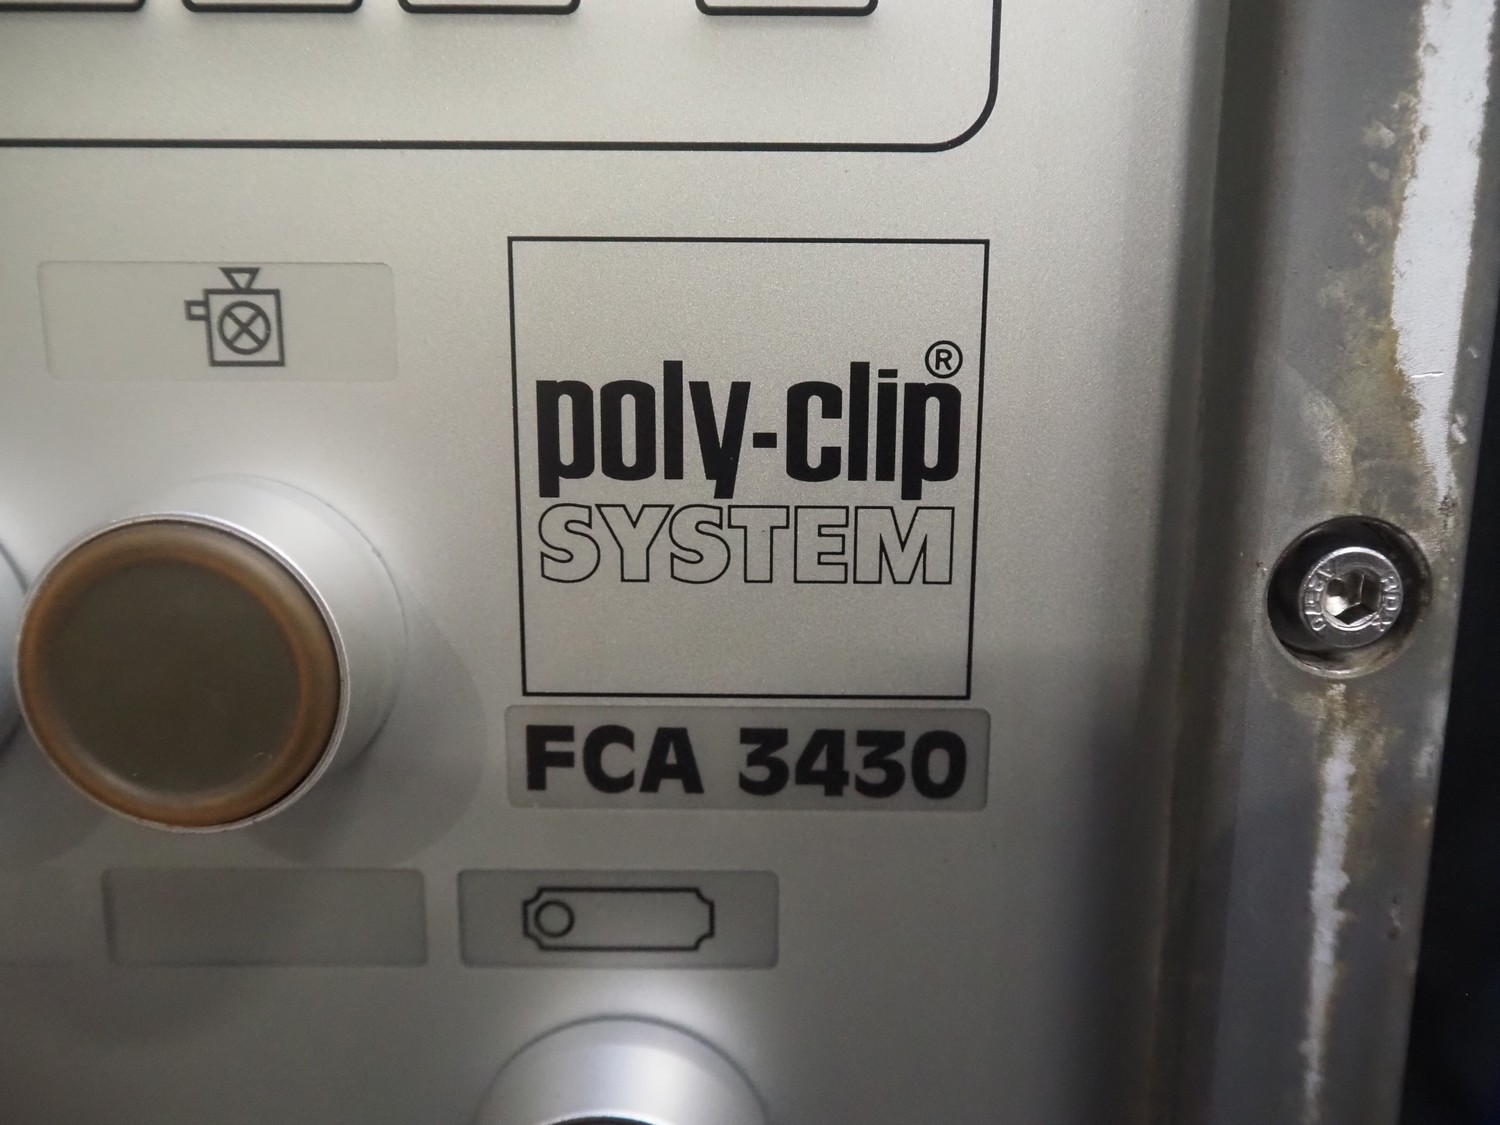 poly-clip®
SYSTEM
FCA 3430